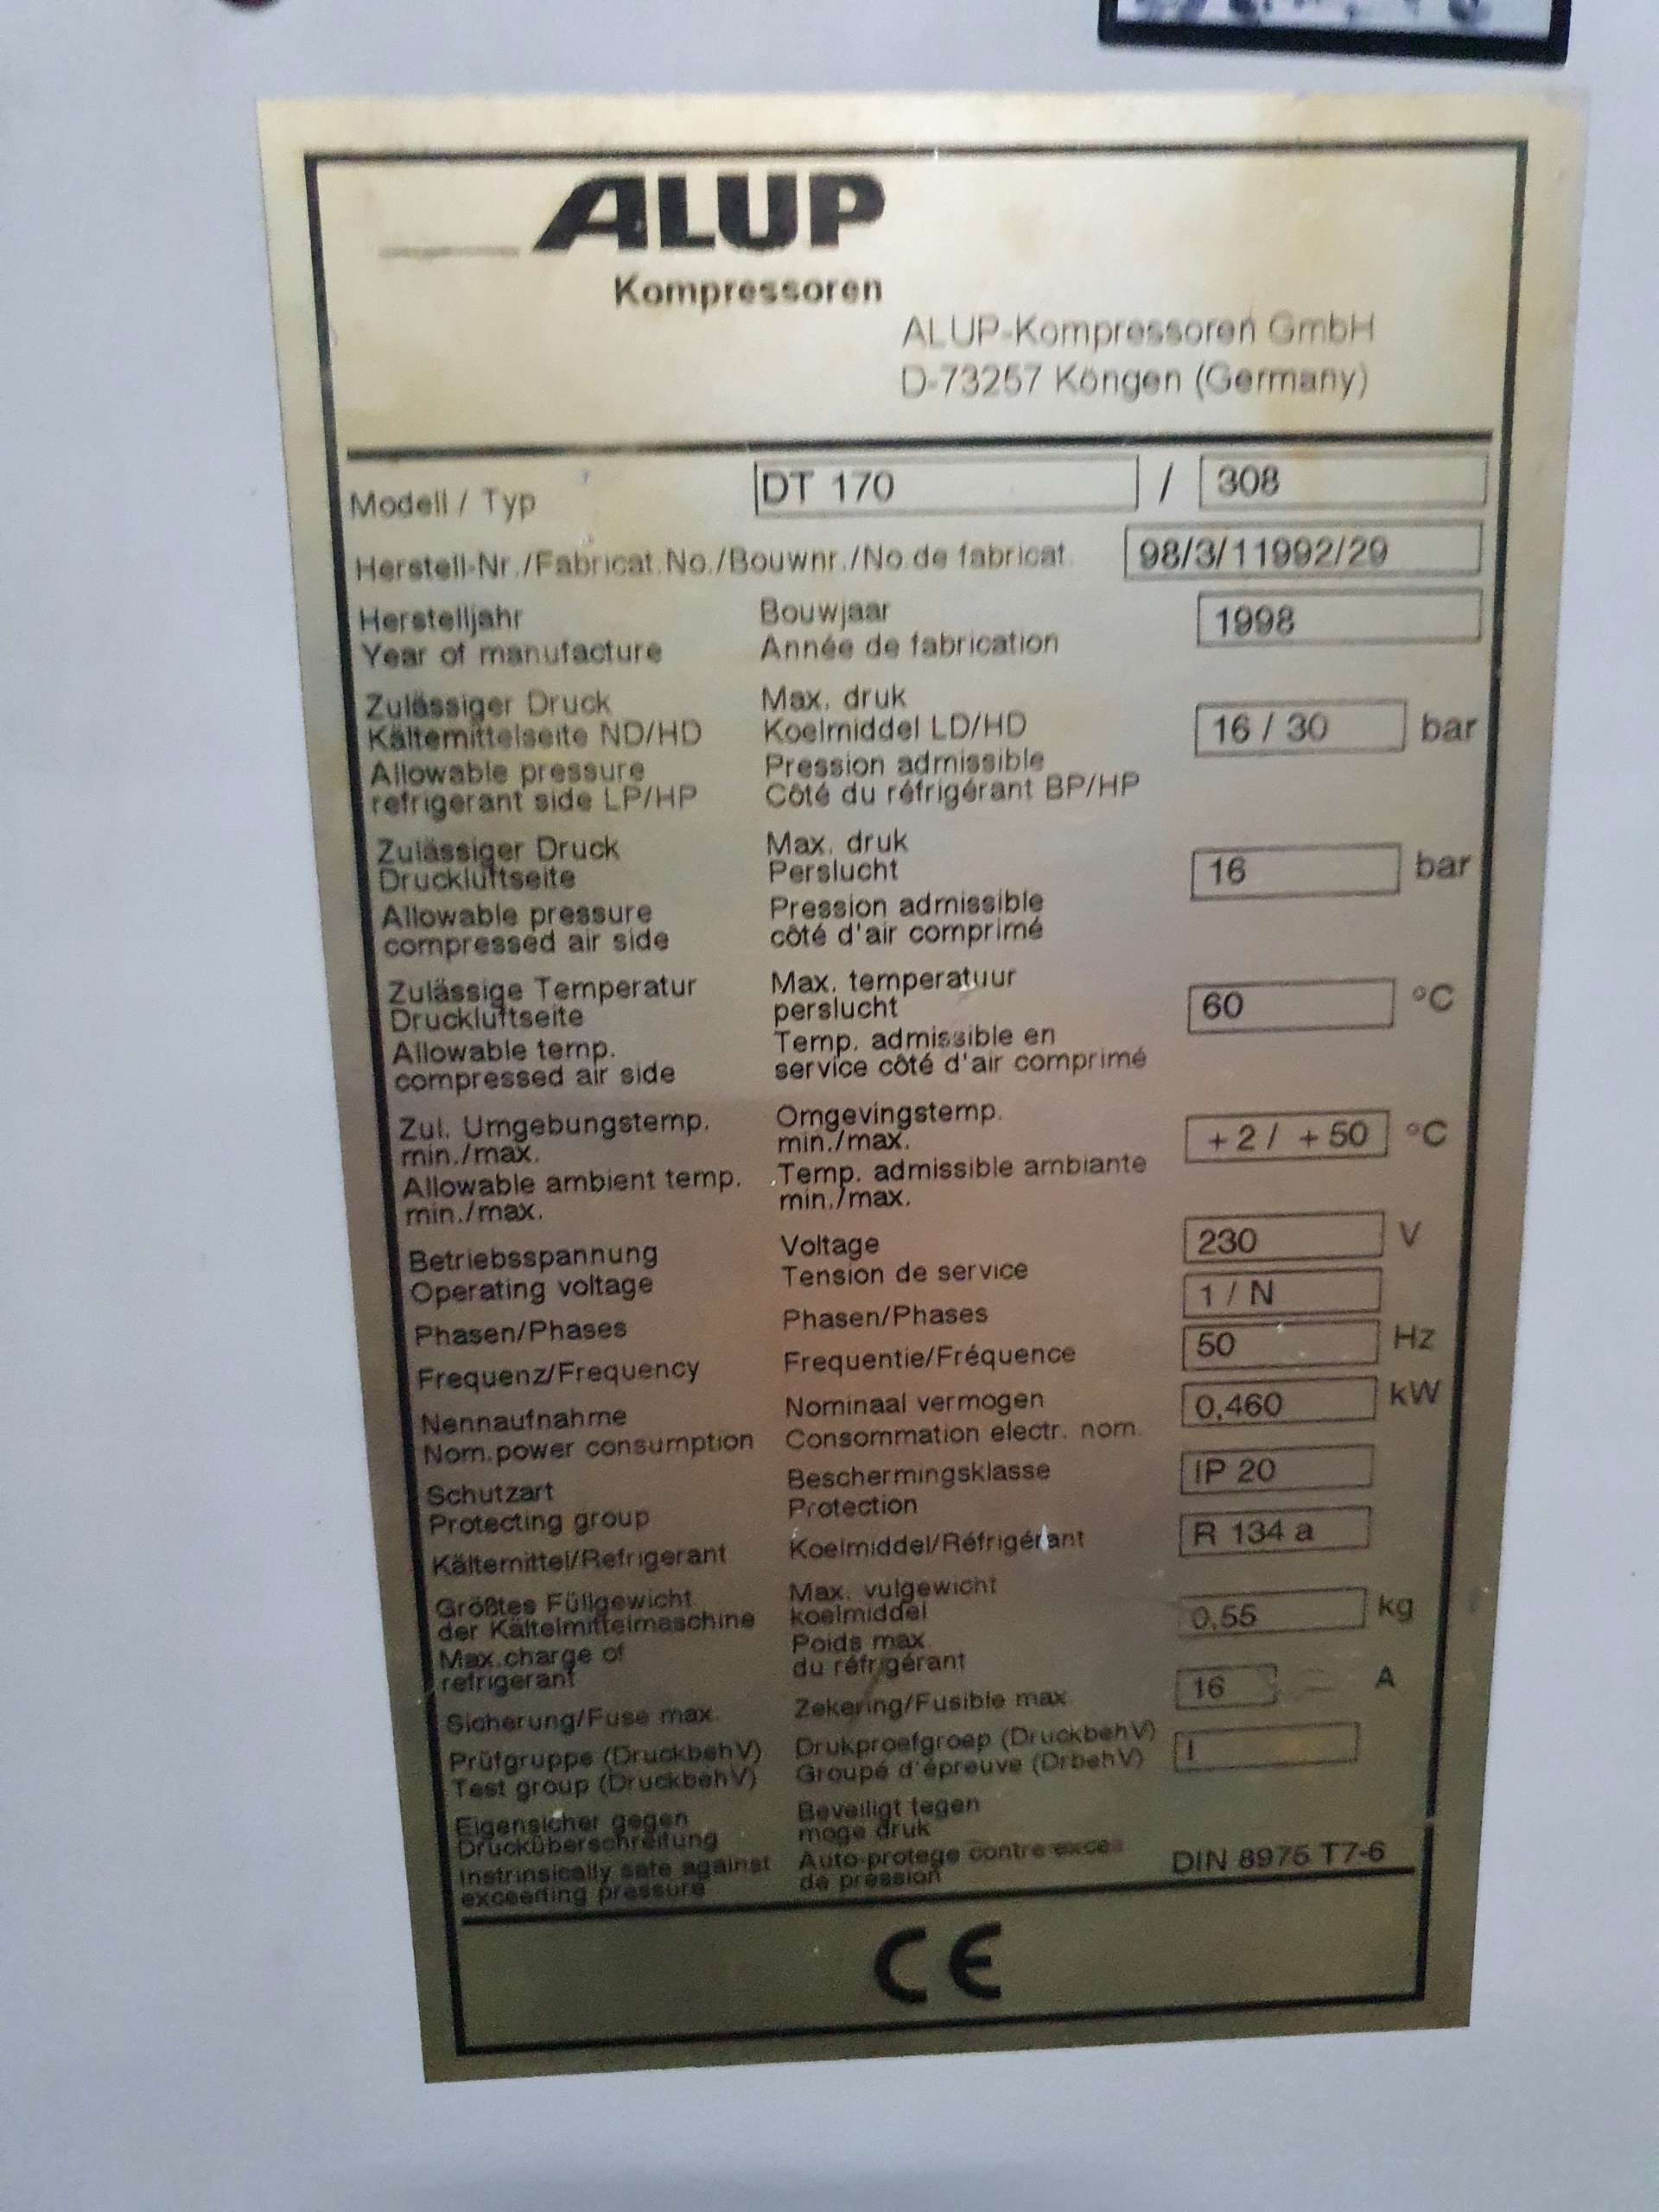 ALUP
Kompressoren
ALUP-Kompressoren GmbH
D-73257 Köngen (Germany)
Modell / Typ DT 170 / 308
Herstell-Nr./Fabricat.No./Bouwnr./No.de fabricat. 98/3/11992/29
Herstelljahr Bouwjaar 1998
Year of manufacture Année de fabrication
Zulässiger Druck Max. druk
Kältemittelseite ND/HD Koelmiddel LD/HD 16 / 30 bar
Allowable pressure Pression admissible
refrigerant side LP/HP Côté du réfrigérant BP/HP
Zulässiger Druck Max. druk
Druckluftseite Perslucht 16 bar
Allowable pressure Pression admissible
compressed air side côté d'air comprimé
Zulässige Temperatur Max. temperatuur
Druckluftseite perslucht 60 °C
Allowable temp. Temp. admissible en
compressed air side service côté d'air comprimé
Zul. Umgebungstemp. Omgevingstemp.
min./max. min./max. +2 / +50 °C
Allowable ambient temp. Temp. admissible ambiante
min./max. min./max.
Betriebsspannung Voltage 230 V
Operating voltage Tension de service
Phasen/Phases Phasen/Phases 1 / N
Frequenz/Frequency Frequentie/Fréquence 50 Hz
Nennaufnahme Nominaal vermogen 0,460 kW
Nom.power consumption Consommation electr. nom.
Schutzart Beschermingsklasse IP 20
Protecting group Protection
Kältemittel/Refrigerant Koelmiddel/Réfrigérant R 134 a
Größtes Füllgewicht Max. vulgewicht
der Kältelmittelmaschine koelmiddel 0,55 kg
Max.charge of Poids max.
refrigerant du réfrigérant
Sicherung/Fuse max. Zekering/Fusible max. 16 A
Prüfgruppe (DruckbehV) Drukproefgroep (DruckbehV) I
Test group (DruckbehV) Groupé d'épreuve (DrbehV)
Eigensicher gegen Beveiligt tegen
Drucküberschreitung moge druk
Instrinsically safe against Auto-protege contre exces DIN 8975 T7-6
exceeding pressure de pression
CE